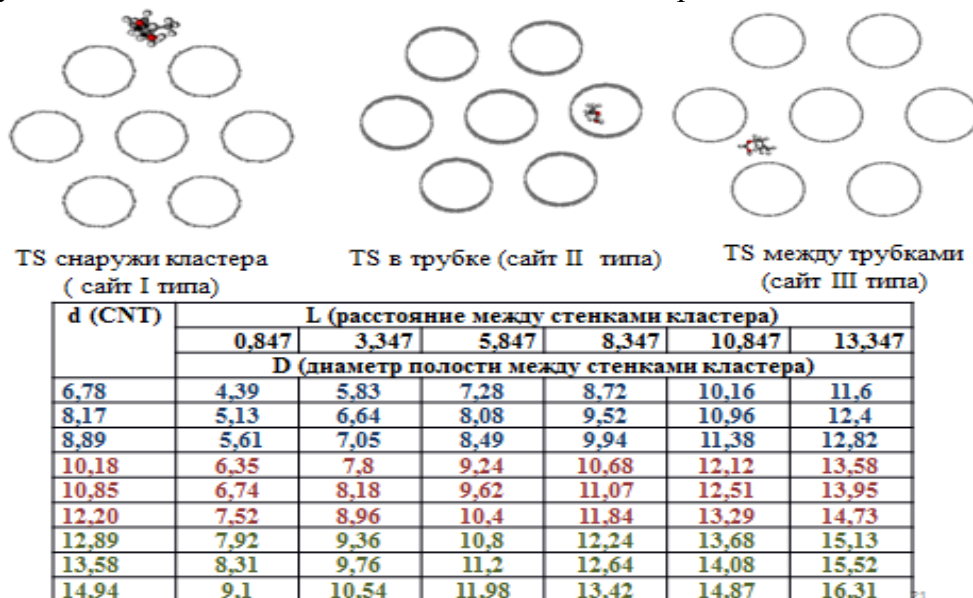 TS снаружи кластера
( сайт I типа)
TS в трубке (сайт II типа)
TS между трубками
(сайт III типа)
d (CNT) L (расстояние между стенками кластера)
0,847 3,347 5,847 8,347 10,847 13,347
D (диаметр полости между стенками кластера)
6,78 4,39 5,83 7,28 8,72 10,16 11,6
8,17 5,13 6,64 8,08 9,52 10,96 12,4
8,89 5,61 7,05 8,49 9,94 11,38 12,82
10,18 6,35 7,8 9,24 10,68 12,12 13,58
10,85 6,74 8,18 9,62 11,07 12,51 13,95
12,20 7,52 8,96 10,4 11,84 13,29 14,73
12,89 7,92 9,36 10,8 12,24 13,68 15,13
13,58 8,31 9,76 11,2 12,64 14,08 15,52
14,94 9,1 10,54 11,98 13,42 14,87 16,31